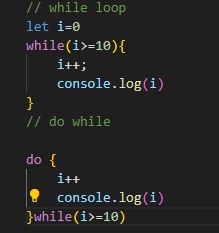 // while loop
let i=0
while(i>=10){
    i++;
    console.log(i)
}
// do while

do {
    i++
    console.log(i)
}while(i>=10)